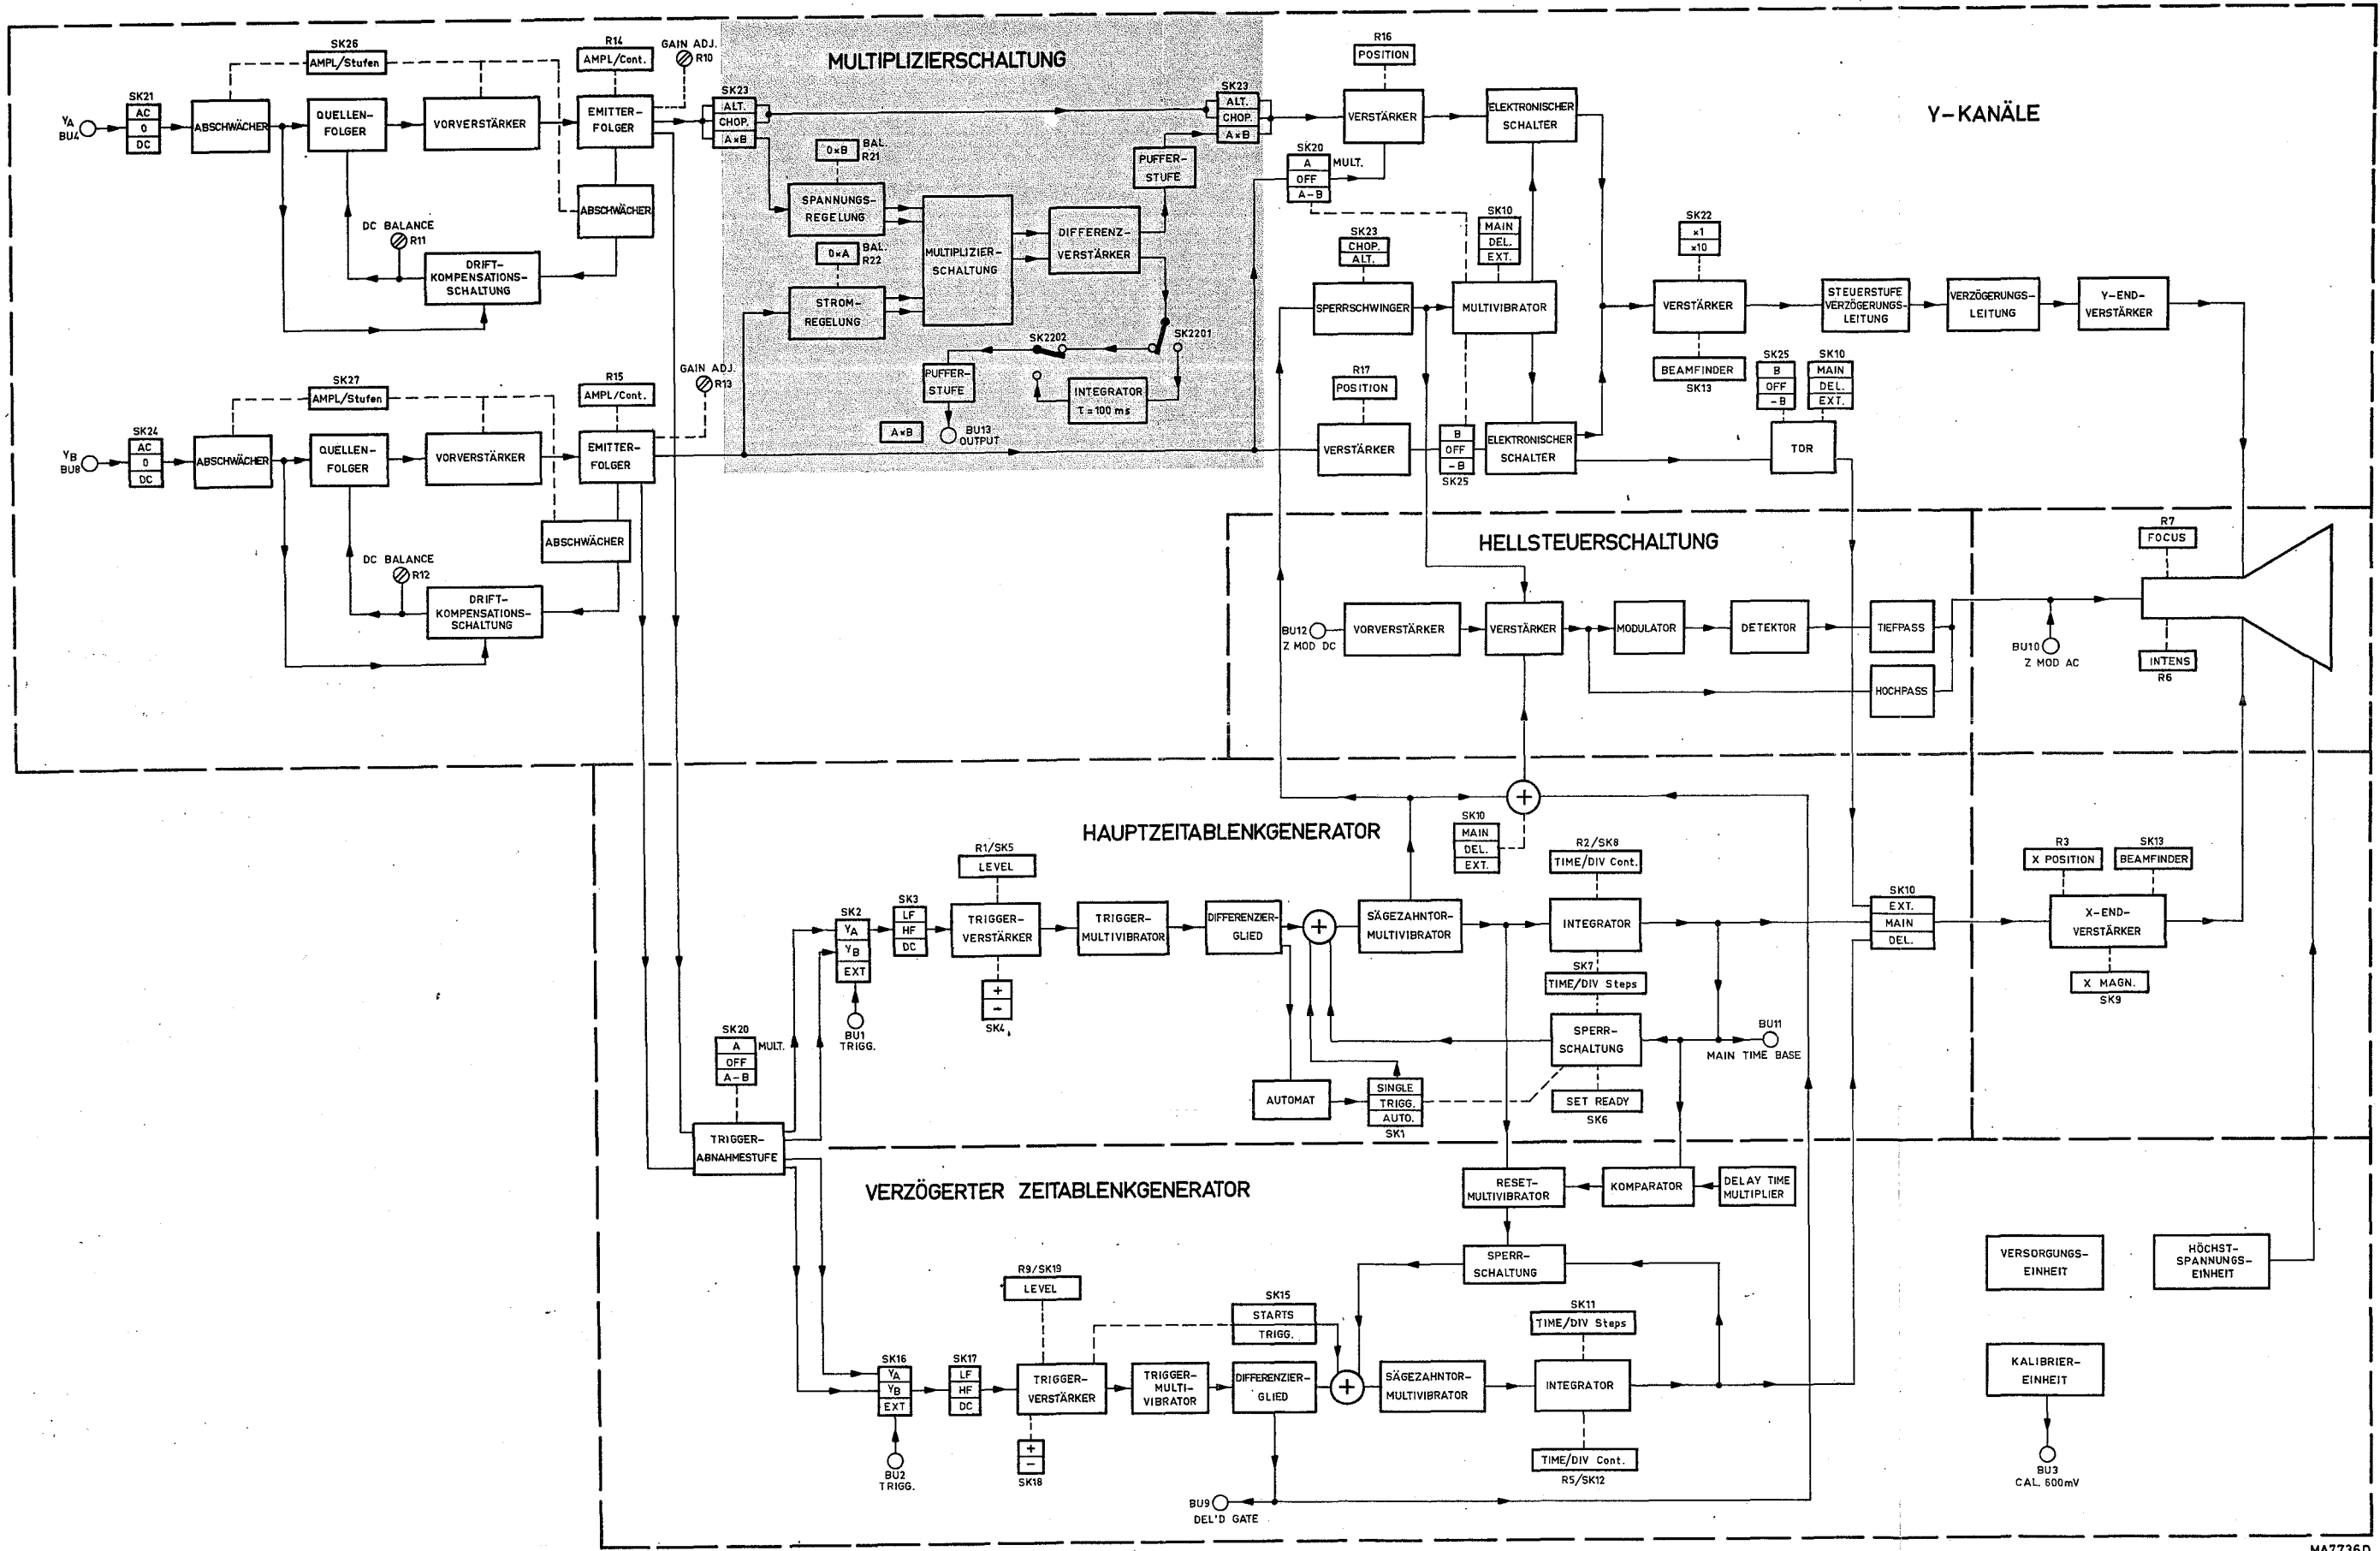 MULTIPLIZIERSCHALTUNG
Y-KANÄLE
SK26
AMPL/Stufen
R14
AMPL/Cont.
GAIN ADJ.
R10
SK21
AC
0
DC
YA
BU4
ABSCHWÄCHER
QUELLEN-
FOLGER
VORVERSTÄRKER
EMITTER-
FOLGER
ABSCHWÄCHER
DC BALANCE
R11
DRIFT-
KOMPENSATIONS-
SCHALTUNG
SK23
ALT.
CHOP.
A×B
0×B
BAL.
R21
SPANNUNGS-
REGELUNG
0×A
BAL.
R22
STROM-
REGELUNG
MULTIPLIZIER-
SCHALTUNG
DIFFERENZ-
VERSTÄRKER
PUFFER-
STUFE
SK23
ALT.
CHOP.
A×B
SK2202
SK2201
PUFFER-
STUFE
INTEGRATOR
τ=100 ms
A×B
BU13
OUTPUT
R16
POSITION
VERSTÄRKER
ELEKTRONISCHER
SCHALTER
SK20
A
OFF
A-B
MULT.
SK23
CHOP.
ALT.
SK10
MAIN
DEL.
EXT.
SPERRSCHWINGER
MULTIVIBRATOR
SK22
×1
×10
VERSTÄRKER
BEAMFINDER
SK13
STEUERSTUFE
VERZÖGERUNGS-
LEITUNG
VERZÖGERUNGS-
LEITUNG
Y-END-
VERSTÄRKER
R17
POSITION
VERSTÄRKER
B
OFF
-B
SK25
ELEKTRONISCHER
SCHALTER
SK25
B
OFF
-B
SK10
MAIN
DEL.
EXT.
TOR
SK27
AMPL/Stufen
R15
AMPL/Cont.
GAIN ADJ.
R13
SK24
AC
0
DC
YB
BU8
ABSCHWÄCHER
QUELLEN-
FOLGER
VORVERSTÄRKER
EMITTER-
FOLGER
ABSCHWÄCHER
DC BALANCE
R12
DRIFT-
KOMPENSATIONS-
SCHALTUNG
HELLSTEUERSCHALTUNG
BU12
Z MOD DC
VORVERSTÄRKER
VERSTÄRKER
MODULATOR
DETEKTOR
TIEFPASS
HOCHPASS
R7
FOCUS
BU10
Z MOD AC
INTENS
R6
HAUPTZEITABLENKGENERATOR
SK10
MAIN
DEL.
EXT.
R1/SK5
LEVEL
SK2
YA
YB
EXT
BU1
TRIGG.
SK3
LF
HF
DC
TRIGGER-
VERSTÄRKER
+
-
SK4
TRIGGER-
MULTIVIBRATOR
DIFFERENZIER-
GLIED
+
+
SÄGEZAHNTOR-
MULTIVIBRATOR
R2/SK8
TIME/DIV Cont.
INTEGRATOR
SK7
TIME/DIV Steps
SPERR-
SCHALTUNG
SET READY
SK6
BU11
MAIN TIME BASE
AUTOMAT
SINGLE
TRIGG.
AUTO.
SK1
SK10
EXT.
MAIN
DEL.
R3
X POSITION
SK13
BEAMFINDER
X-END-
VERSTÄRKER
X MAGN.
SK9
SK20
A
OFF
A-B
MULT.
TRIGGER-
ABNAHMESTUFE
VERZÖGERTER ZEITABLENKGENERATOR
RESET-
MULTIVIBRATOR
KOMPARATOR
DELAY TIME
MULTIPLIER
SPERR-
SCHALTUNG
R9/SK19
LEVEL
SK15
STARTS
TRIGG.
SK11
TIME/DIV Steps
SK16
YA
YB
EXT
BU2
TRIGG.
SK17
LF
HF
DC
TRIGGER-
VERSTÄRKER
+
-
SK18
TRIGGER-
MULTI-
VIBRATOR
DIFFERENZIER-
GLIED
+
SÄGEZAHNTOR-
MULTIVIBRATOR
INTEGRATOR
TIME/DIV Cont.
R5/SK12
BU9
DEL'D GATE
VERSORGUNGS-
EINHEIT
HÖCHST-
SPANNUNGS-
EINHEIT
KALIBRIER-
EINHEIT
BU3
CAL. 600mV
MA7736D